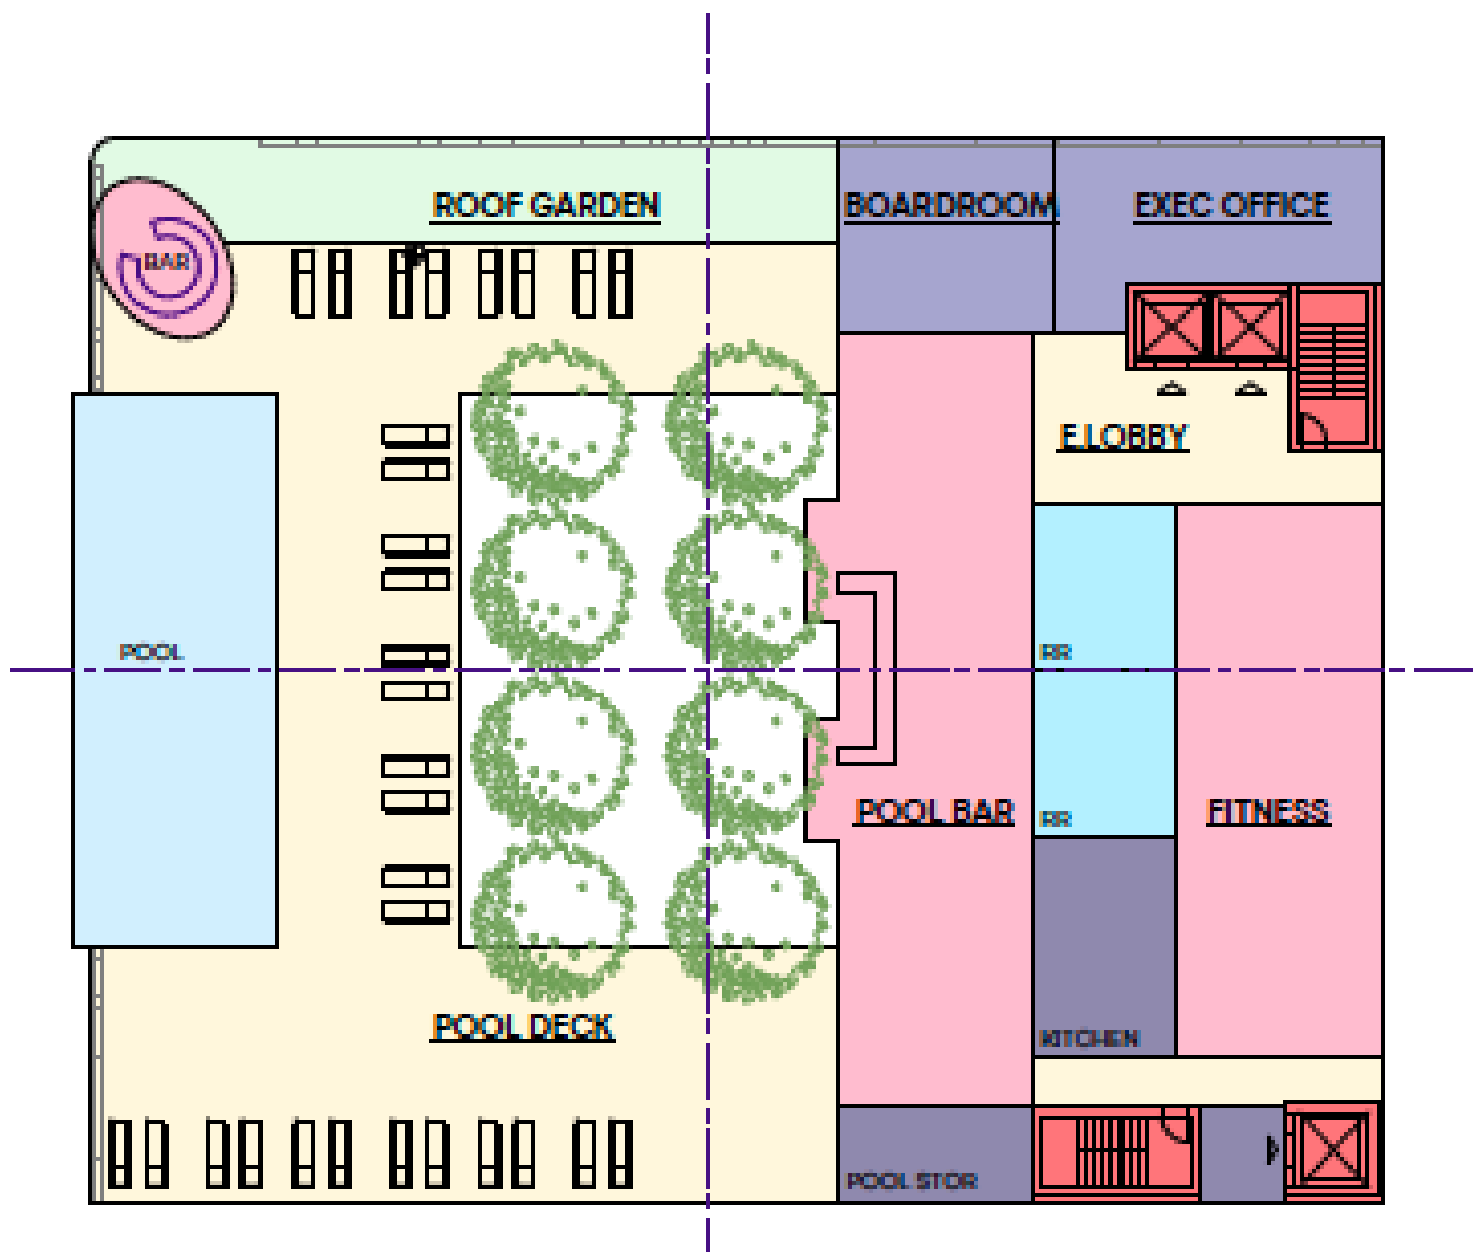 ROOF GARDEN
BOARDROOM
EXEC OFFICE
BAR
E.LOBBY
POOL
RR
POOL BAR
RR
FITNESS
POOL DECK
KITCHEN
POOL STOR